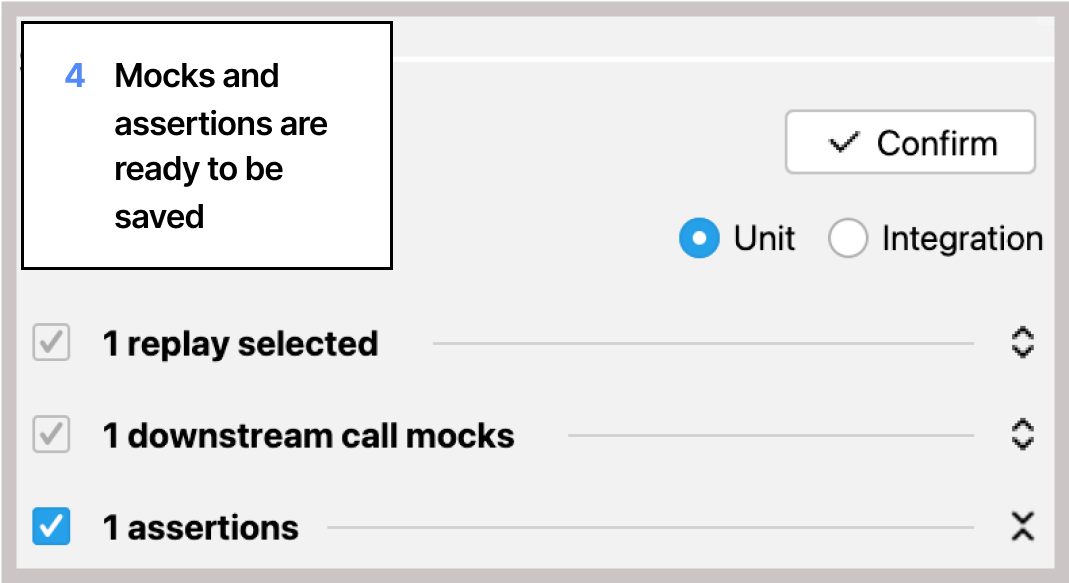 4 Mocks and
assertions are
ready to be
saved
Confirm
Unit Integration
1 replay selected
1 downstream call mocks
1 assertions